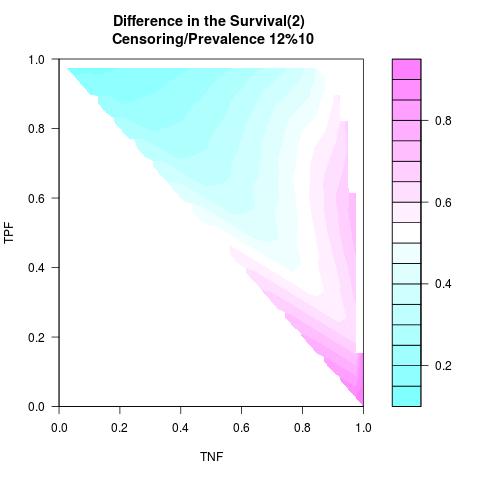 Difference in the Survival(2)
Censoring/Prevalence 12%10
1.0
0.8
0.6
0.4
0.2
0.0
TPF
0.0 0.2 0.4 0.6 0.8 1.0
TNF
0.8
0.6
0.4
0.2